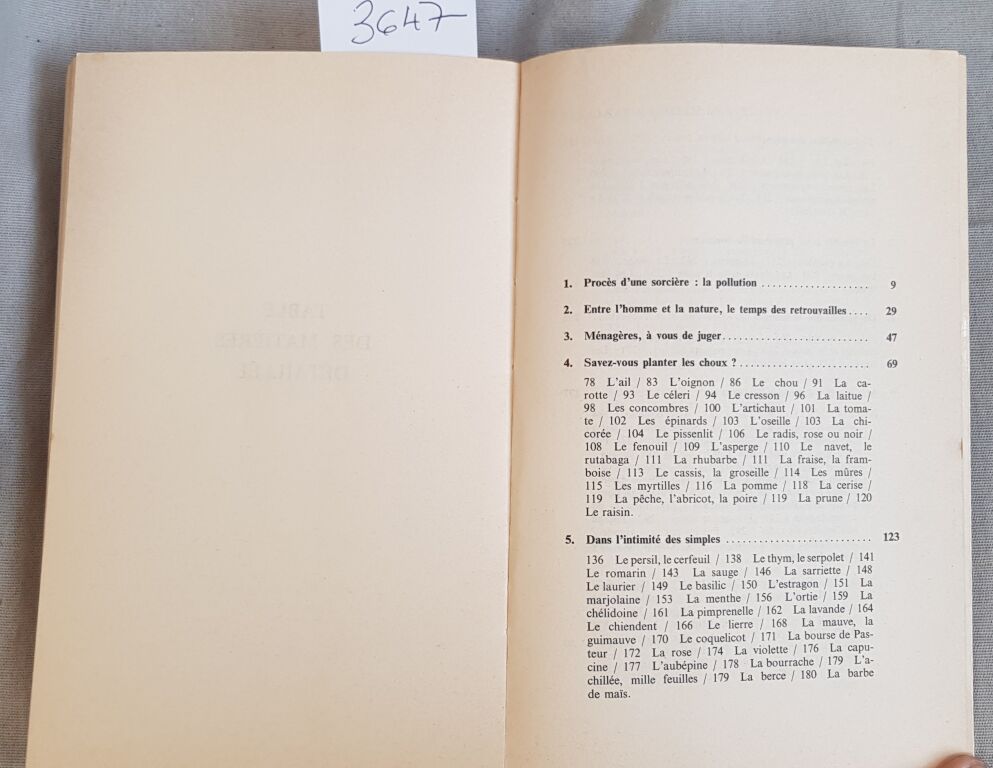 3647
1. Procès d'une sorcière : la pollution .................... 9
2. Entre l'homme et la nature, le temps des retrouvailles.... 29
3. Ménagères, à vous de juger........................... 47
4. Savez-vous planter les choux ?........................ 69
78 L'ail / 83 L'oignon / 86 Le chou / 91 La ca-
rotte / 93 Le céleri / 94 Le cresson / 96 La laitue /
98 Les concombres / 100 L'artichaut / 101 La toma-
te / 102 Les épinards / 103 L'oseille / 103 La chi-
corée / 104 Le pissenlit / 106 Le radis, rose ou noir /
108 Le fenouil / 109 L'asperge / 110 Le navet, le
rutabaga / 111 La rhubarbe / 111 La fraise, la fram-
boise / 113 Le cassis, la groseille / 114 Les mûres /
115 Les myrtilles / 116 La pomme / 118 La cerise /
119 La pêche, l'abricot, la poire / 119 La prune / 120
Le raisin.
5. Dans l'intimité des simples ........................... 123
136 Le persil, le cerfeuil / 138 Le thym, le serpolet / 141
Le romarin / 143 La sauge / 146 La sarriette / 148
Le laurier / 149 Le basilic / 150 L'estragon / 151 La
marjolaine / 153 La menthe / 156 L'ortie / 159 La
chélidoine / 161 La pimprenelle / 162 La lavande / 164
Le chiendent / 166 Le lierre / 168 La mauve, la
guimauve / 170 Le coquelicot / 171 La bourse de Pas-
teur / 172 La rose / 174 La violette / 176 La capu-
cine / 177 L'aubépine / 178 La bourrache / 179 L'a-
chillée, mille feuilles / 179 La berce / 180 La barbe
de maïs.